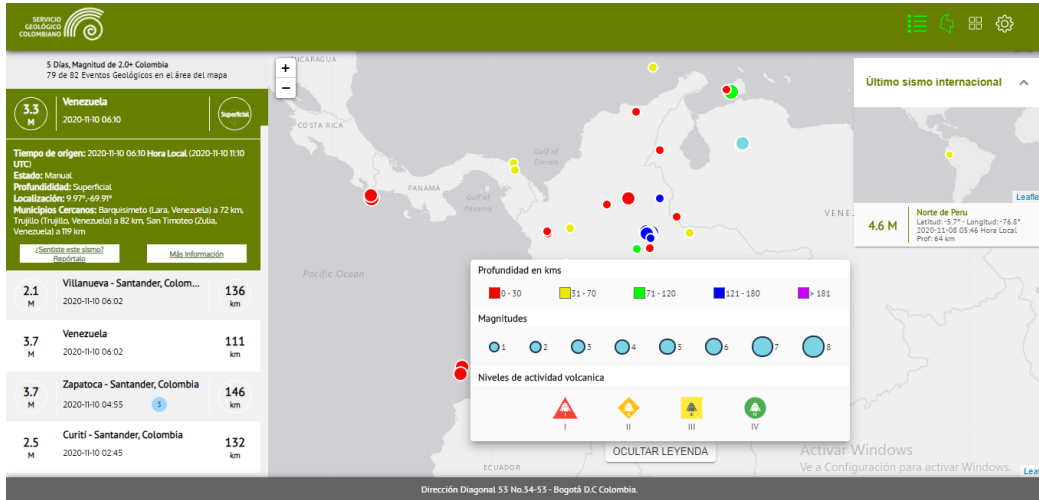 SERVICIO
GEOLÓGICO
COLOMBIANO
5 Días, Magnitud de 2.0+ Colombia
79 de 82 Eventos Geológicos en el área del mapa
3.3
M
Venezuela
2020-11-10 06:10
Superficial
Tiempo de origen: 2020-11-10 06:10 Hora Local (2020-11-10 11:10
UTC)
Estado: Manual
Profundididad: Superficial
Localización: 9.97°,-69.91°
Municipios Cercanos: Barquisimeto (Lara, Venezuela) a 72 km,
Trujillo (Trujillo, Venezuela) a 82 km, San Timoteo (Zulia,
Venezuela) a 119 km
¿Sentiste este sismo?
Repórtalo
Más Información
2.1
M
Villanueva - Santander, Colom...
2020-11-10 06:02
136
km
3.7
M
Venezuela
2020-11-10 06:02
111
km
3.7
M
Zapatoca - Santander, Colombia
2020-11-10 04:55
3
146
km
2.5
M
Curití - Santander, Colombia
2020-11-10 02:45
132
km
+
−
NICARAGUA
COSTA RICA
PANAMÁ
Gulf of
Darien
Gulf of
Panama
Pacific Ocean
VENE
ECUADOR
Último sismo internacional
Leafle
4.6 M
Norte de Peru
Latitud: -5.7° - Longitud: -76.8°
2020-11-08 05:46 Hora Local
Prof: 64 km
Profundidad en kms
0 - 30
31 - 70
71 - 120
121 - 180
> 181
Magnitudes
1
2
3
4
5
6
7
8
Niveles de actividad volcanica
I
II
III
IV
OCULTAR LEYENDA
Activar Windows
Ve a Configuración para activar Windows.
Leaf
Dirección Diagonal 53 No.34-53 - Bogotá D.C Colombia.